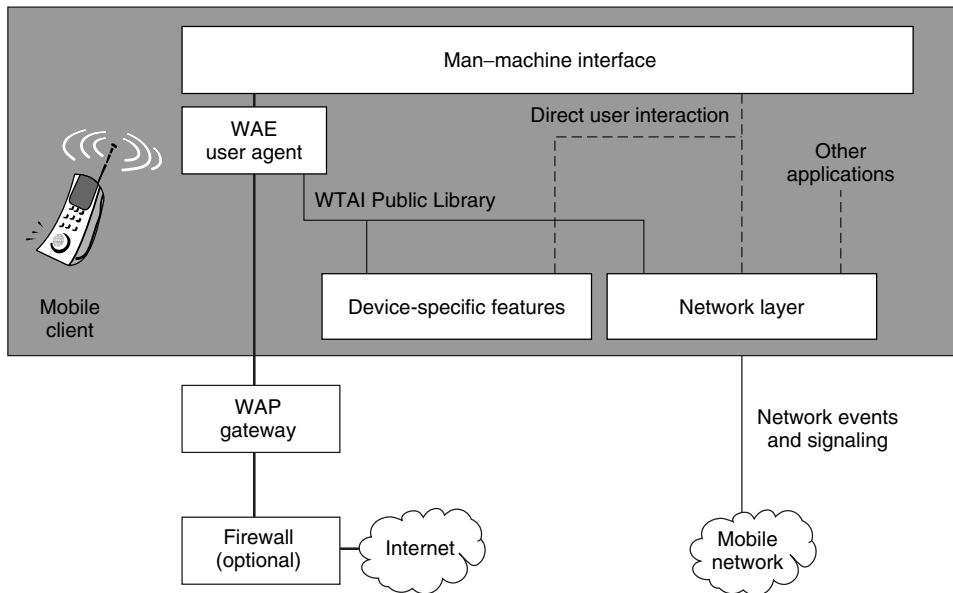 Man–machine interface
WAE
user agent
Direct user interaction
Other
applications
WTAI Public Library
Mobile
client
Device-specific features
Network layer
WAP
gateway
Network events
and signaling
Firewall
(optional)
Internet
Mobile
network